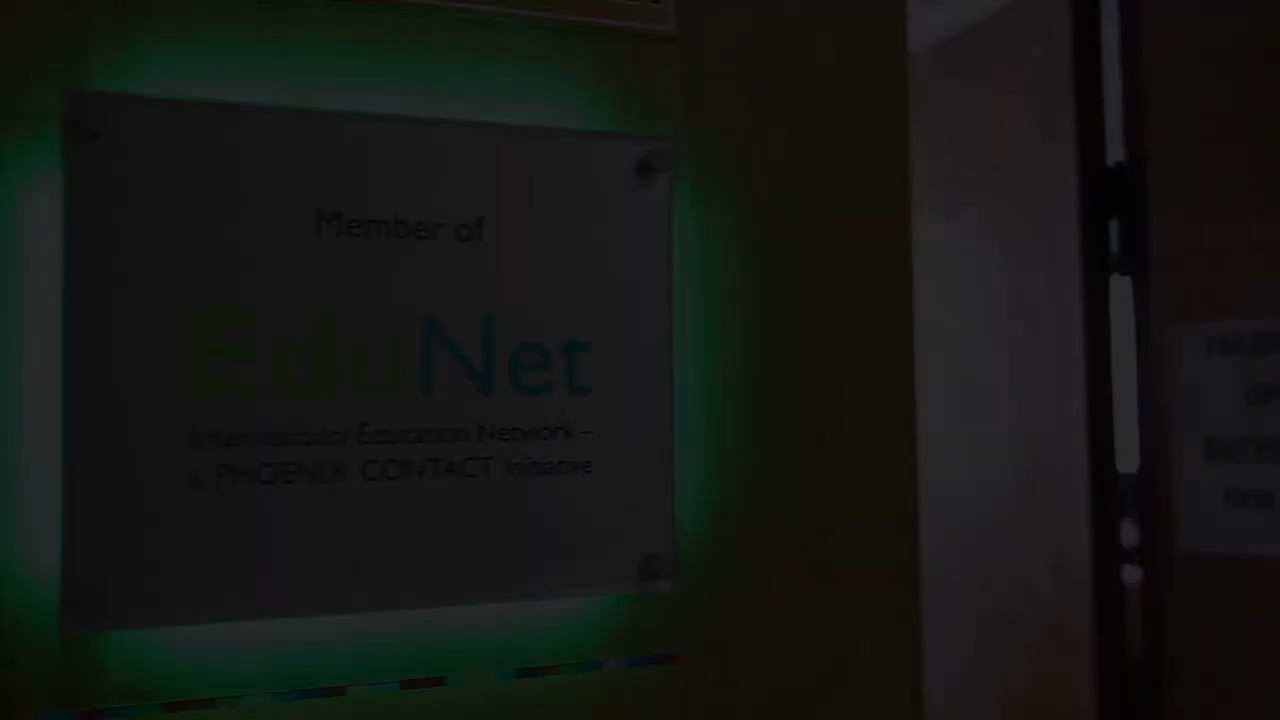 Member of
EduNet
International Education Network –
a PHOENIX CONTACT Initiative